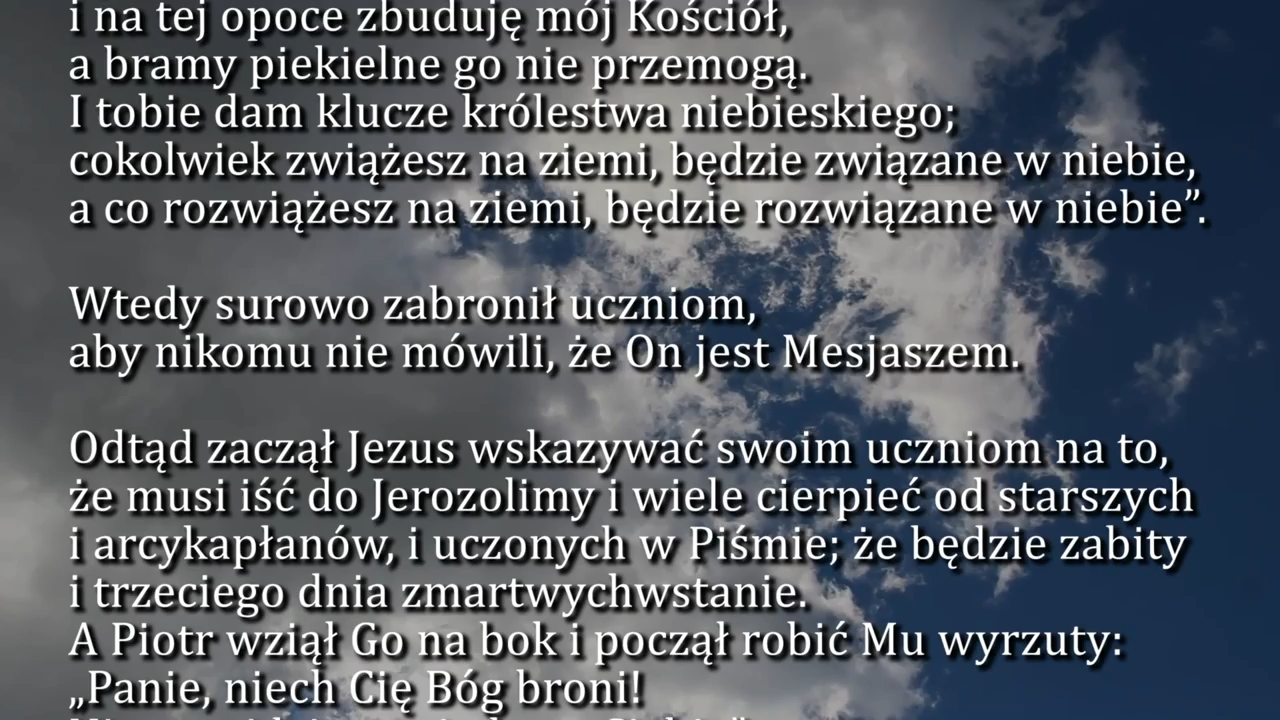 i na tej opoce zbuduję mój Kościół,
a bramy piekielne go nie przemogą.
I tobie dam klucze królestwa niebieskiego;
cokolwiek zwiążesz na ziemi, będzie związane w niebie,
a co rozwiążesz na ziemi, będzie rozwiązane w niebie”.
Wtedy surowo zabronił uczniom,
aby nikomu nie mówili, że On jest Mesjaszem.
Odtąd zaczął Jezus wskazywać swoim uczniom na to,
że musi iść do Jerozolimy i wiele cierpieć od starszych
i arcykapłanów, i uczonych w Piśmie; że będzie zabity
i trzeciego dnia zmartwychwstanie.
A Piotr wziął Go na bok i począł robić Mu wyrzuty:
„Panie, niech Cię Bóg broni!